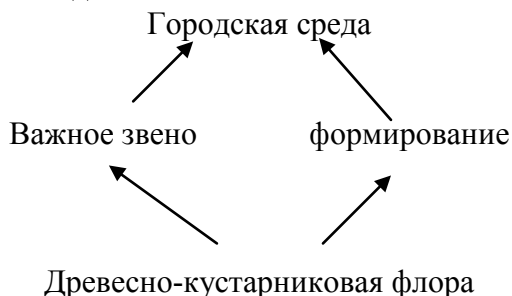 Городская среда
Важное звено формирование
Древесно-кустарниковая флора